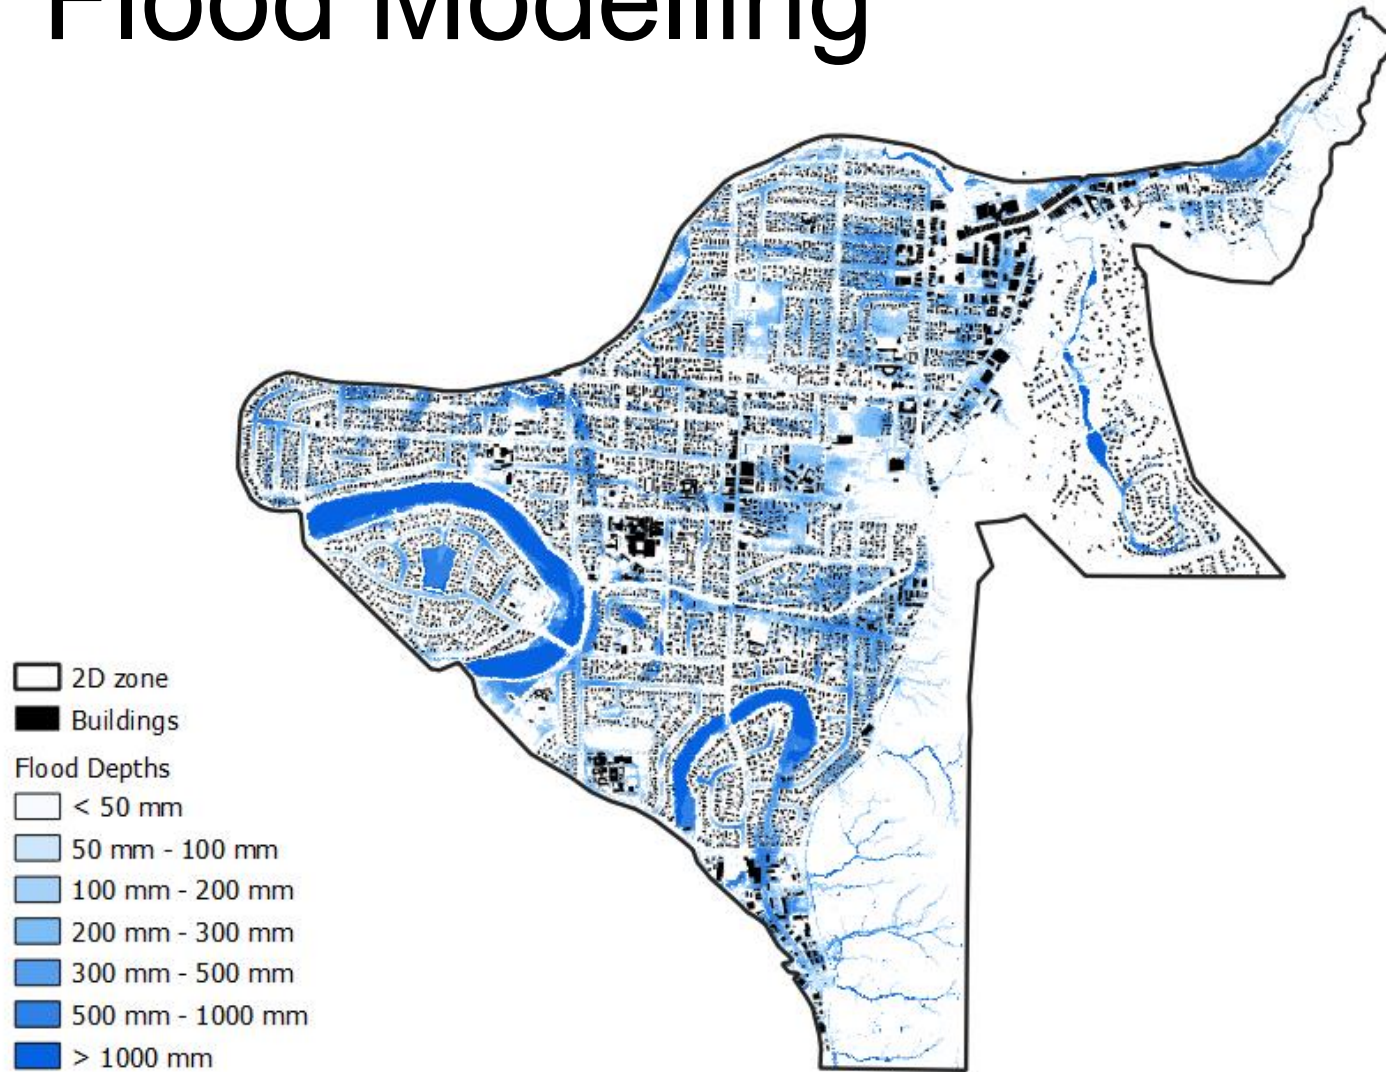 Flood Modelling
2D zone
Buildings
Flood Depths
< 50 mm
50 mm - 100 mm
100 mm - 200 mm
200 mm - 300 mm
300 mm - 500 mm
500 mm - 1000 mm
> 1000 mm